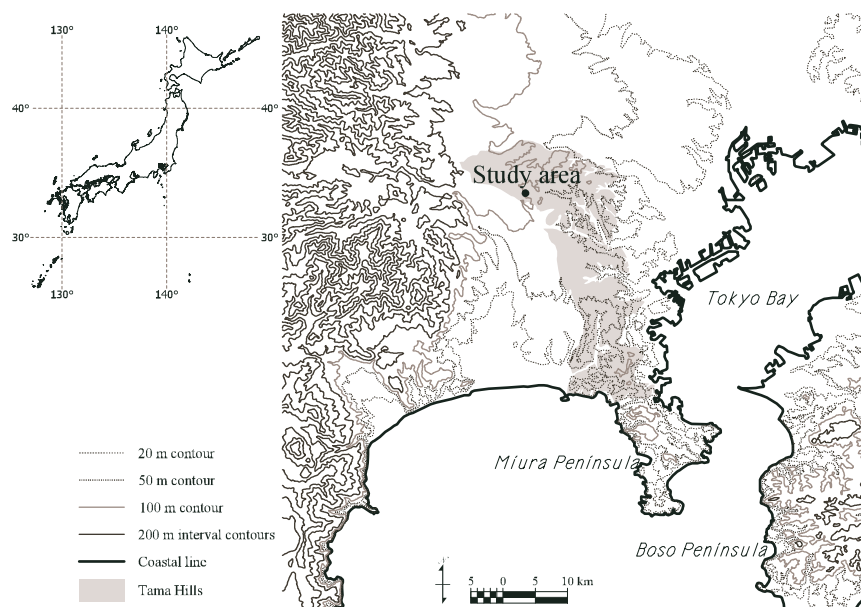 130° 140°
40° 40°
30° 30°
130° 140°
Study area
Tokyo Bay
Miura Peninsula
Boso Peninsula
20 m contour
50 m contour
100 m contour
200 m interval contours
Coastal line
Tama Hills
5 0 5 10 km